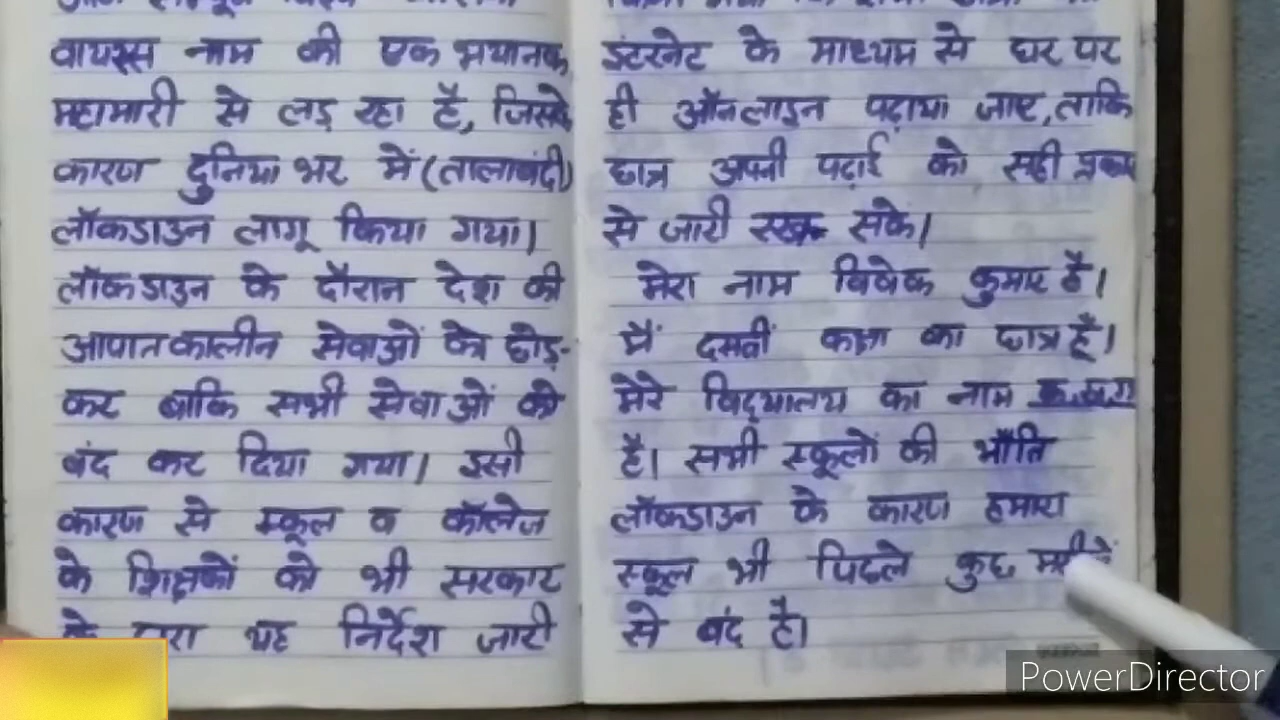 वायरस नाम की एक भयानक
महामारी से लड़ रहा है, जिसके
कारण दुनिया भर में (तालाबंदी)
लॉकडाउन लागू किया गया।
लॉकडाउन के दौरान देश की
आपातकालीन सेवाओं को छोड़-
कर बाकि सभी सेवाओं को
बंद कर दिया गया। इसी
कारण से स्कूल व कॉलेज
के शिक्षकों को भी सरकार
के यह निर्देश जारी
इंटरनेट के माध्यम से घर पर
ही ऑनलाइन पढ़ाया जाए, ताकि
छात्र अपनी पढ़ाई को सही
से जारी रख सकें।
मेरा नाम विवेक कुमार है।
मैं दसवीं कक्षा का छात्र हूँ।
मेरे विद्यालय का नाम
है। सभी स्कूलों की भाँति
लॉकडाउन के कारण हमारा
स्कूल भी पिछले कुछ
से बंद है।
PowerDirector